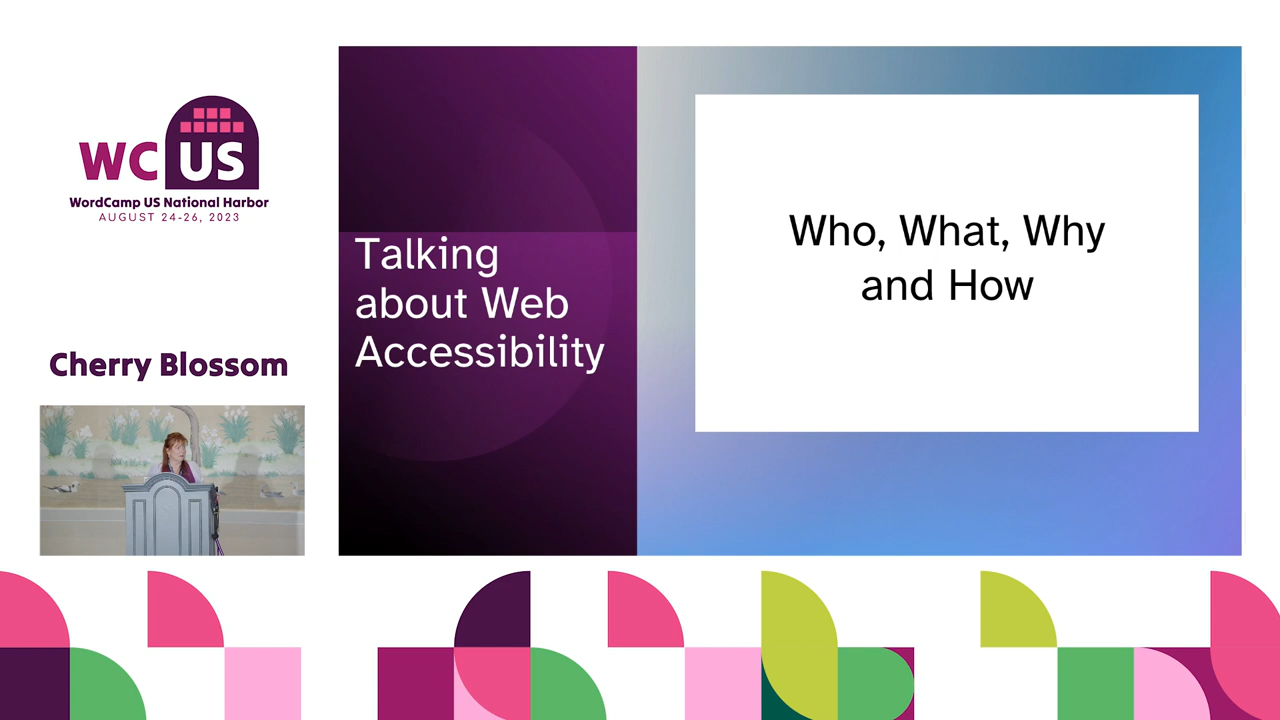 WC US
WordCamp US National Harbor
AUGUST 24-26, 2023
Cherry Blossom
Talking
about Web
Accessibility
Who, What, Why
and How